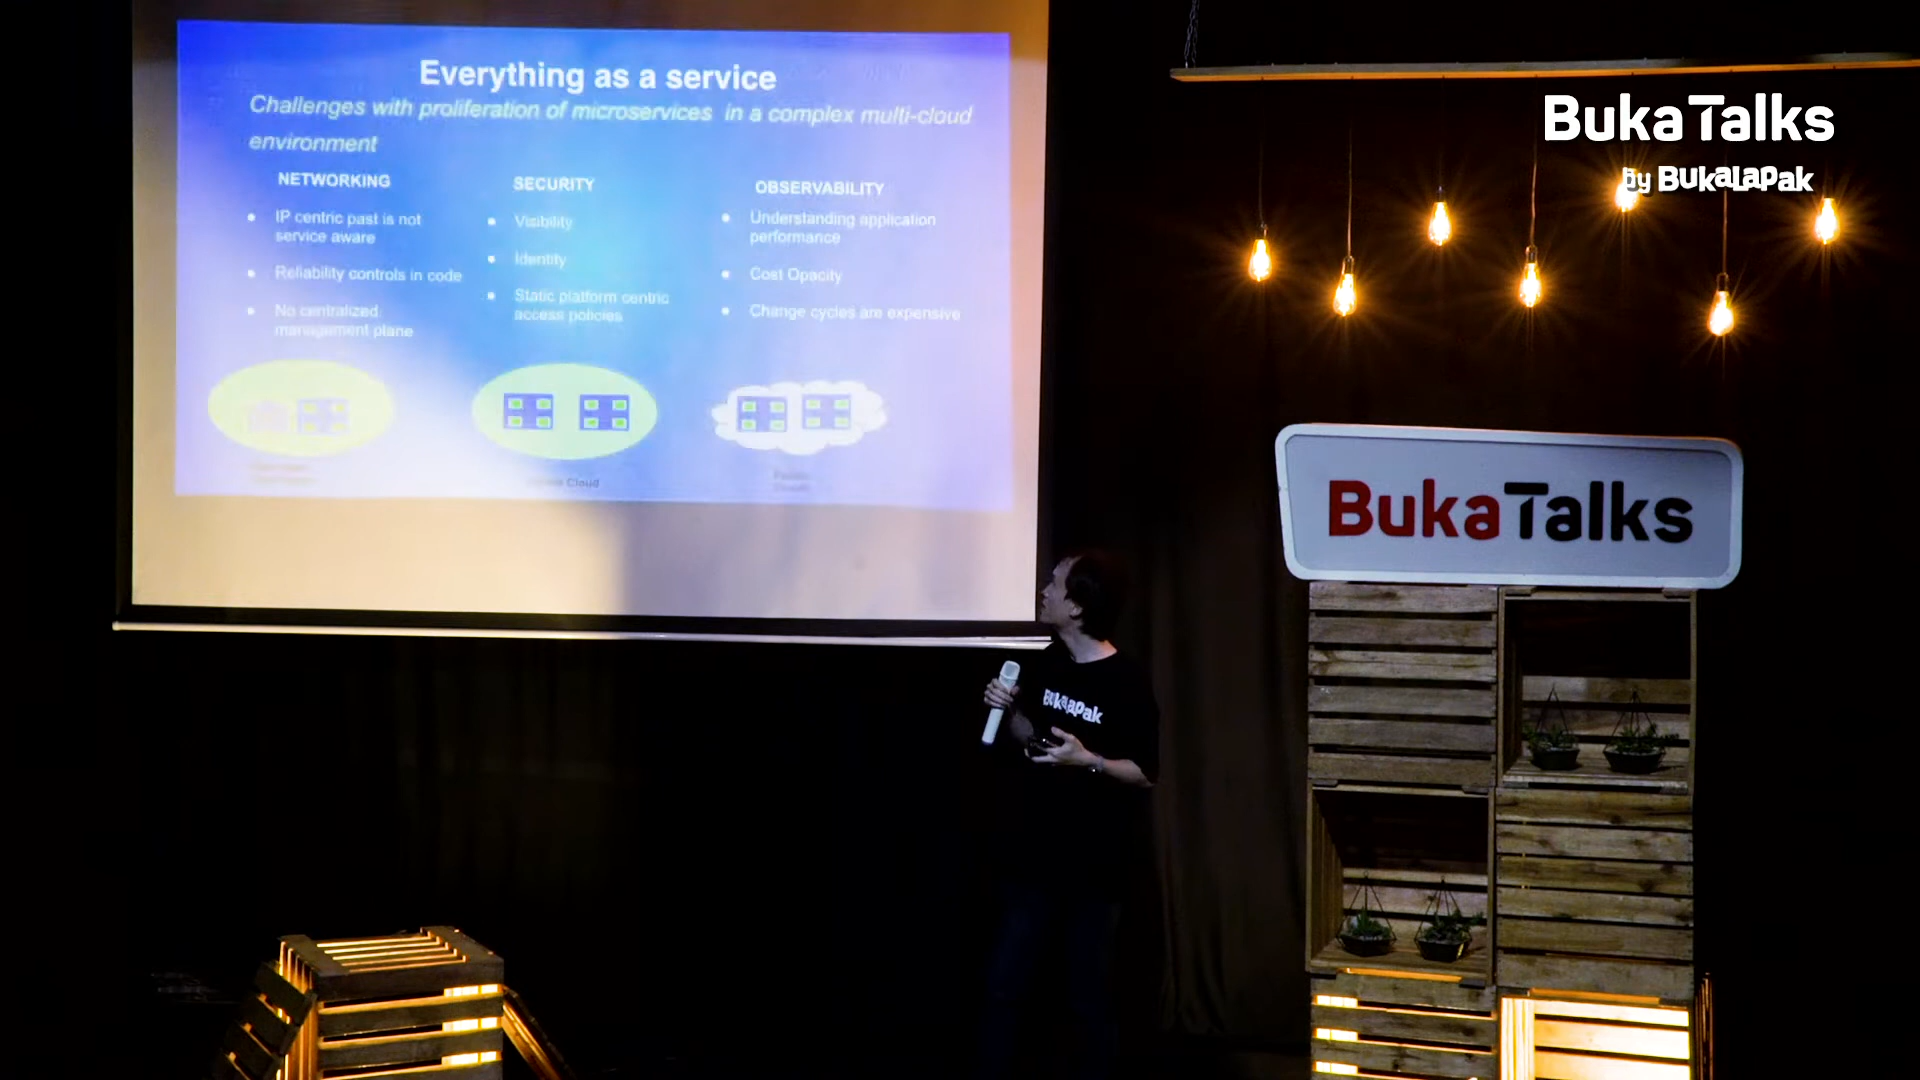 Everything as a service
Challenges with proliferation of microservices in a complex multi-cloud
environment
NETWORKING
IP centric past is not
service aware
Reliability controls in code
No centralized
management plane
SECURITY
Visibility
Identity
Static platform centric
access policies
OBSERVABILITY
Understanding application
performance
Cost Opacity
Change cycles are expensive
Cloud
BukaTalks
by BukaLapak
BukaTalks
BukaLapak